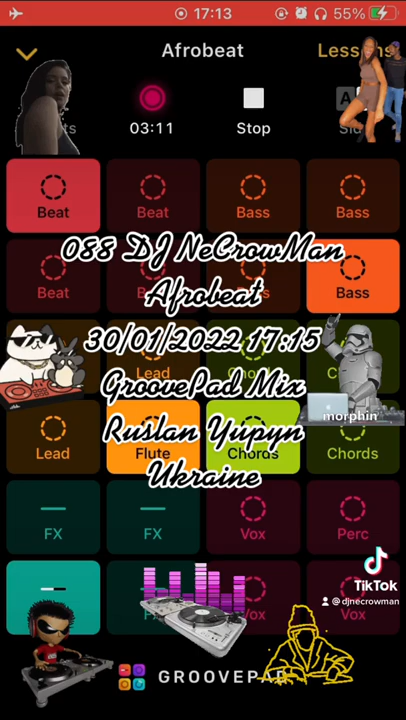 17:13
55%
Afrobeat
Lessons
03:11
Stop
Beat
Beat
Bass
Bass
088 DJ NeCrowMan
Afrobeat
Beat
Beat
Bass
30/01/2022 17:15
Lead
GroovePad Mix
morphin
Ruslan Yupyn
Lead
Flute
Chords
Chords
Ukraine
FX
FX
Vox
Perc
TikTok
@djnecrowman
Vox
Vox
GROOVEPAD